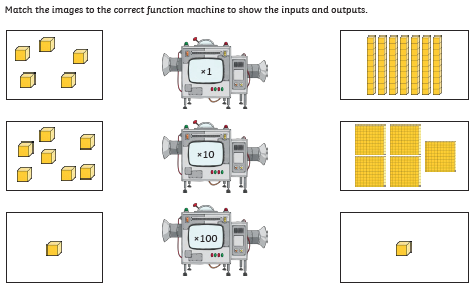 Match the images to the correct function machine to show the inputs and outputs.
×1
×10
×100